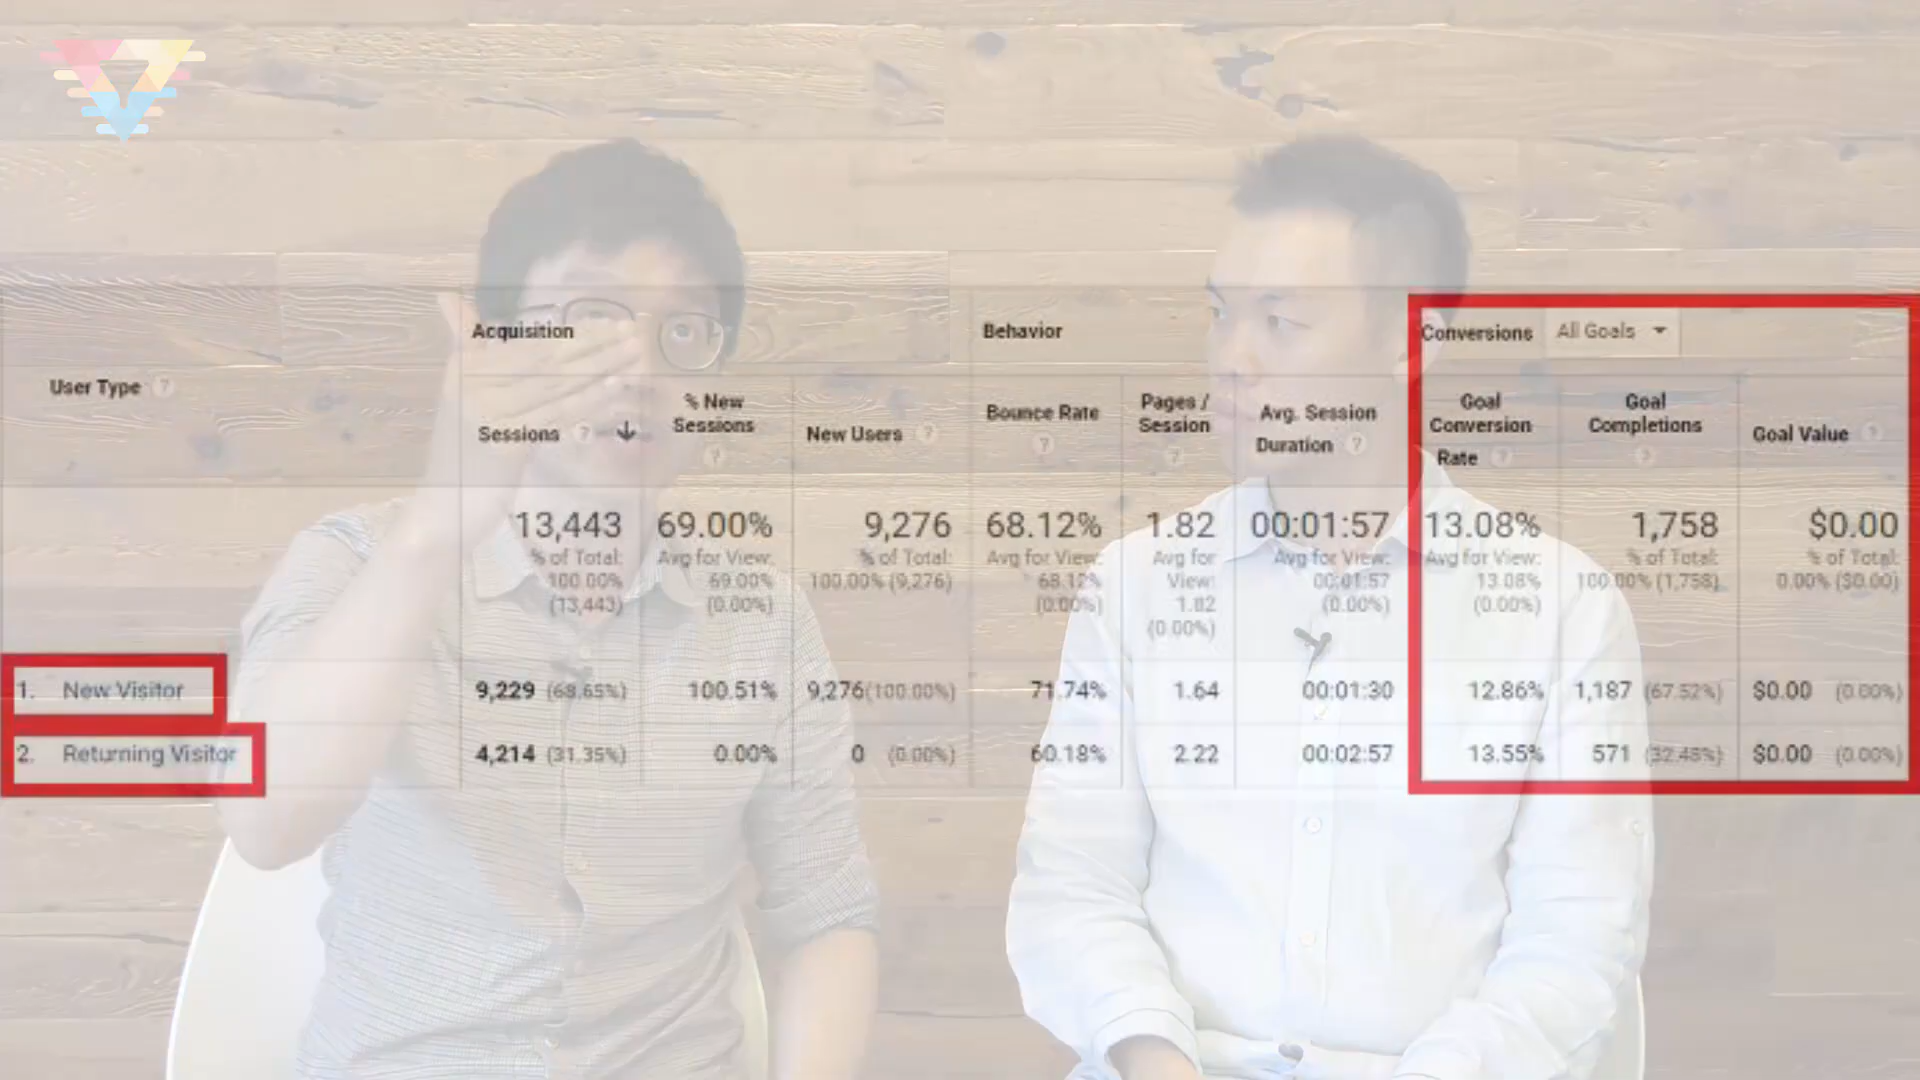 Acquisition
Behavior
Conversions All Goals
User Type ?
Sessions ?
% New
Sessions
?
New Users ?
Bounce Rate
?
Pages /
Session
?
Avg. Session
Duration ?
Goal
Conversion
Rate ?
Goal
Completions
?
Goal Value ?
13,443
% of Total:
100.00%
(13,443)
69.00%
Avg for View:
69.00%
(0.00%)
9,276
% of Total:
100.00% (9,276)
68.12%
Avg for View:
68.12%
(0.00%)
1.82
Avg for
View:
1.82
(0.00%)
00:01:57
Avg for View:
00:01:57
(0.00%)
13.08%
Avg for View:
13.08%
(0.00%)
1,758
% of Total:
100.00% (1,758)
$0.00
% of Total:
0.00% ($0.00)
1. New Visitor 9,229 (68.65%) 100.51% 9,276(100.00%) 71.74% 1.64 00:01:30 12.86% 1,187 (67.52%) $0.00 (0.00%)
2. Returning Visitor 4,214 (31.35%) 0.00% 0 (0.00%) 60.18% 2.22 00:02:57 13.55% 571 (32.48%) $0.00 (0.00%)